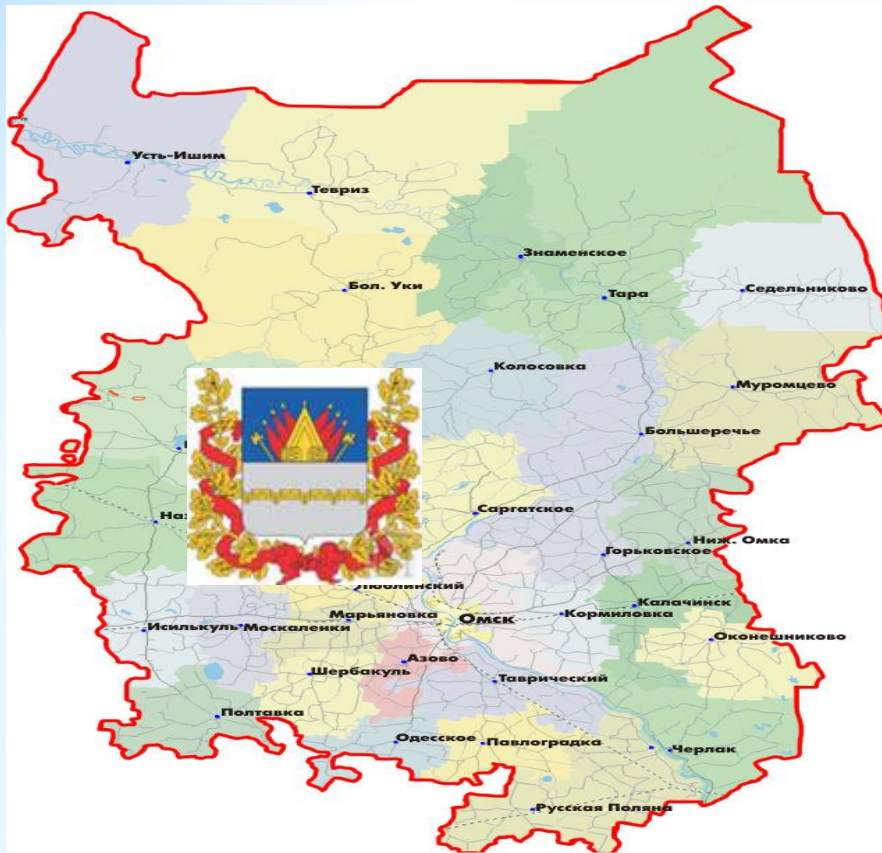 Усть-Ишим
Тевриз
Знаменское
Бол. Уки
Тара
Седельниково
Колосовка
Муромцево
Большеречье
Саргатское
Ниж. Омка
Горьковское
Люблинский
Калачинск
Марьяновка
Омск
Кормиловка
Исилькуль
Москаленки
Оконешниково
Азово
Шербакуль
Таврический
Полтавка
Одесское
Павлоградка
Черлак
Русская Поляна